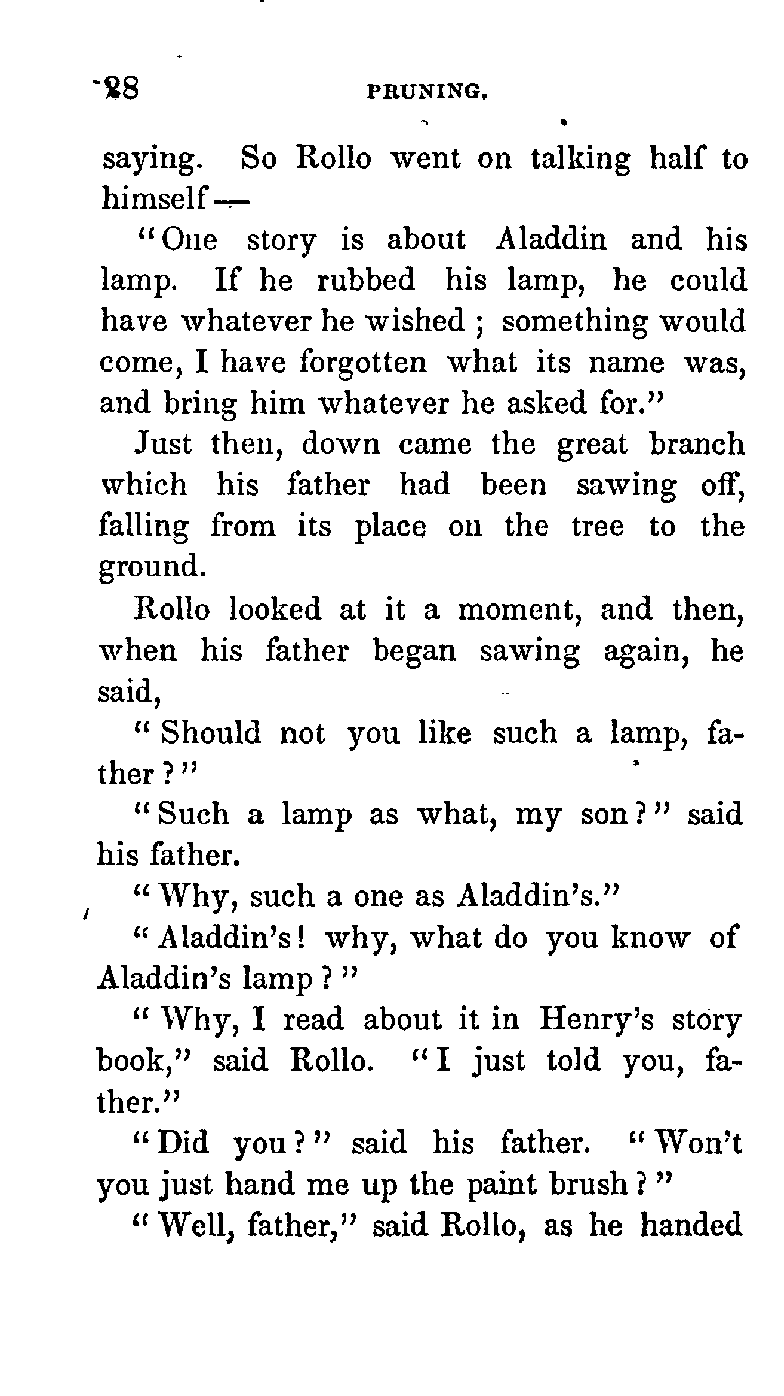 28 PRUNING.
saying. So Rollo went on talking half to
himself—
"One story is about Aladdin and his
lamp. If he rubbed his lamp, he could
have whatever he wished ; something would
come, I have forgotten what its name was,
and bring him whatever he asked for."
Just then, down came the great branch
which his father had been sawing off,
falling from its place on the tree to the
ground.
Rollo looked at it a moment, and then,
when his father began sawing again, he
said,
" Should not you like such a lamp, fa-
ther ? "
" Such a lamp as what, my son? " said
his father.
" Why, such a one as Aladdin's."
" Aladdin's! why, what do you know of
Aladdin's lamp ? "
" Why, I read about it in Henry's story
book," said Rollo. " I just told you, fa-
ther."
" Did you? " said his father. " Won't
you just hand me up the paint brush ? "
" Well, father," said Rollo, as he handed